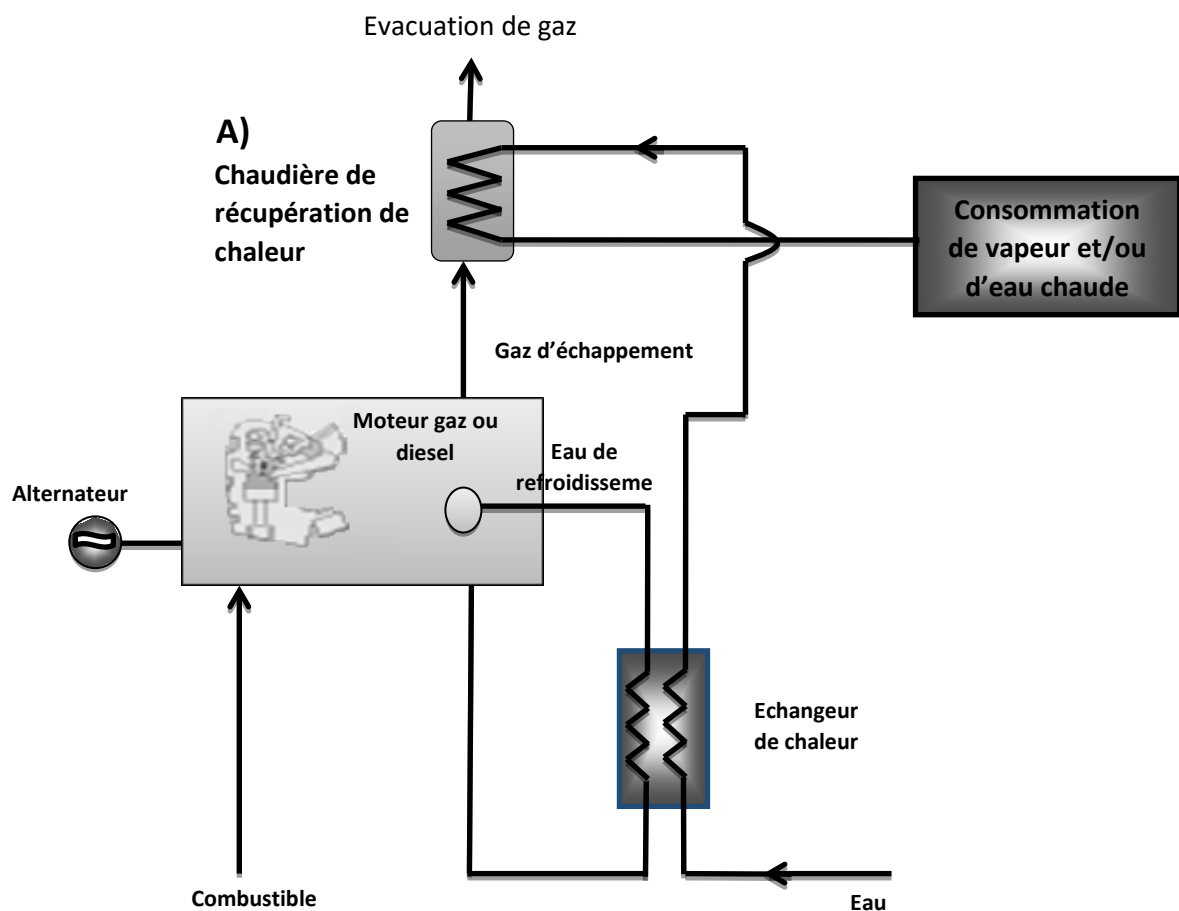 Evacuation de gaz
A)
Chaudière de
récupération de
chaleur
Consommation
de vapeur et/ou
d’eau chaude
Gaz d’échappement
Moteur gaz ou
diesel
Eau de
refroidisseme
Alternateur
Echangeur
de chaleur
Combustible
Eau